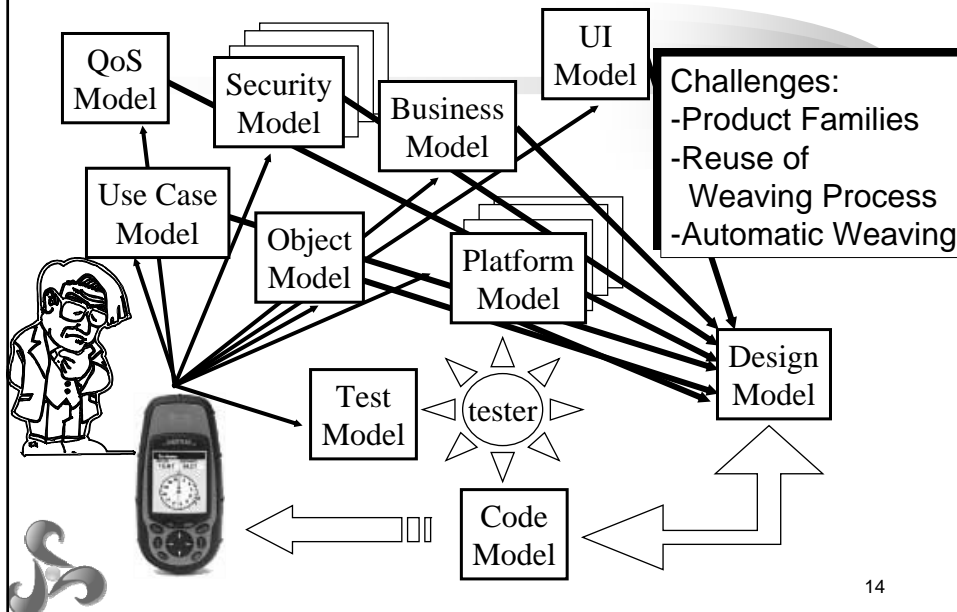 QoS
Model
Security
Model
Business
Model
UI
Model
Challenges:
-Product Families
-Reuse of
Weaving Process
-Automatic Weaving
Use Case
Model
Object
Model
Platform
Model
Design
Model
Test
Model
tester
Code
Model
14